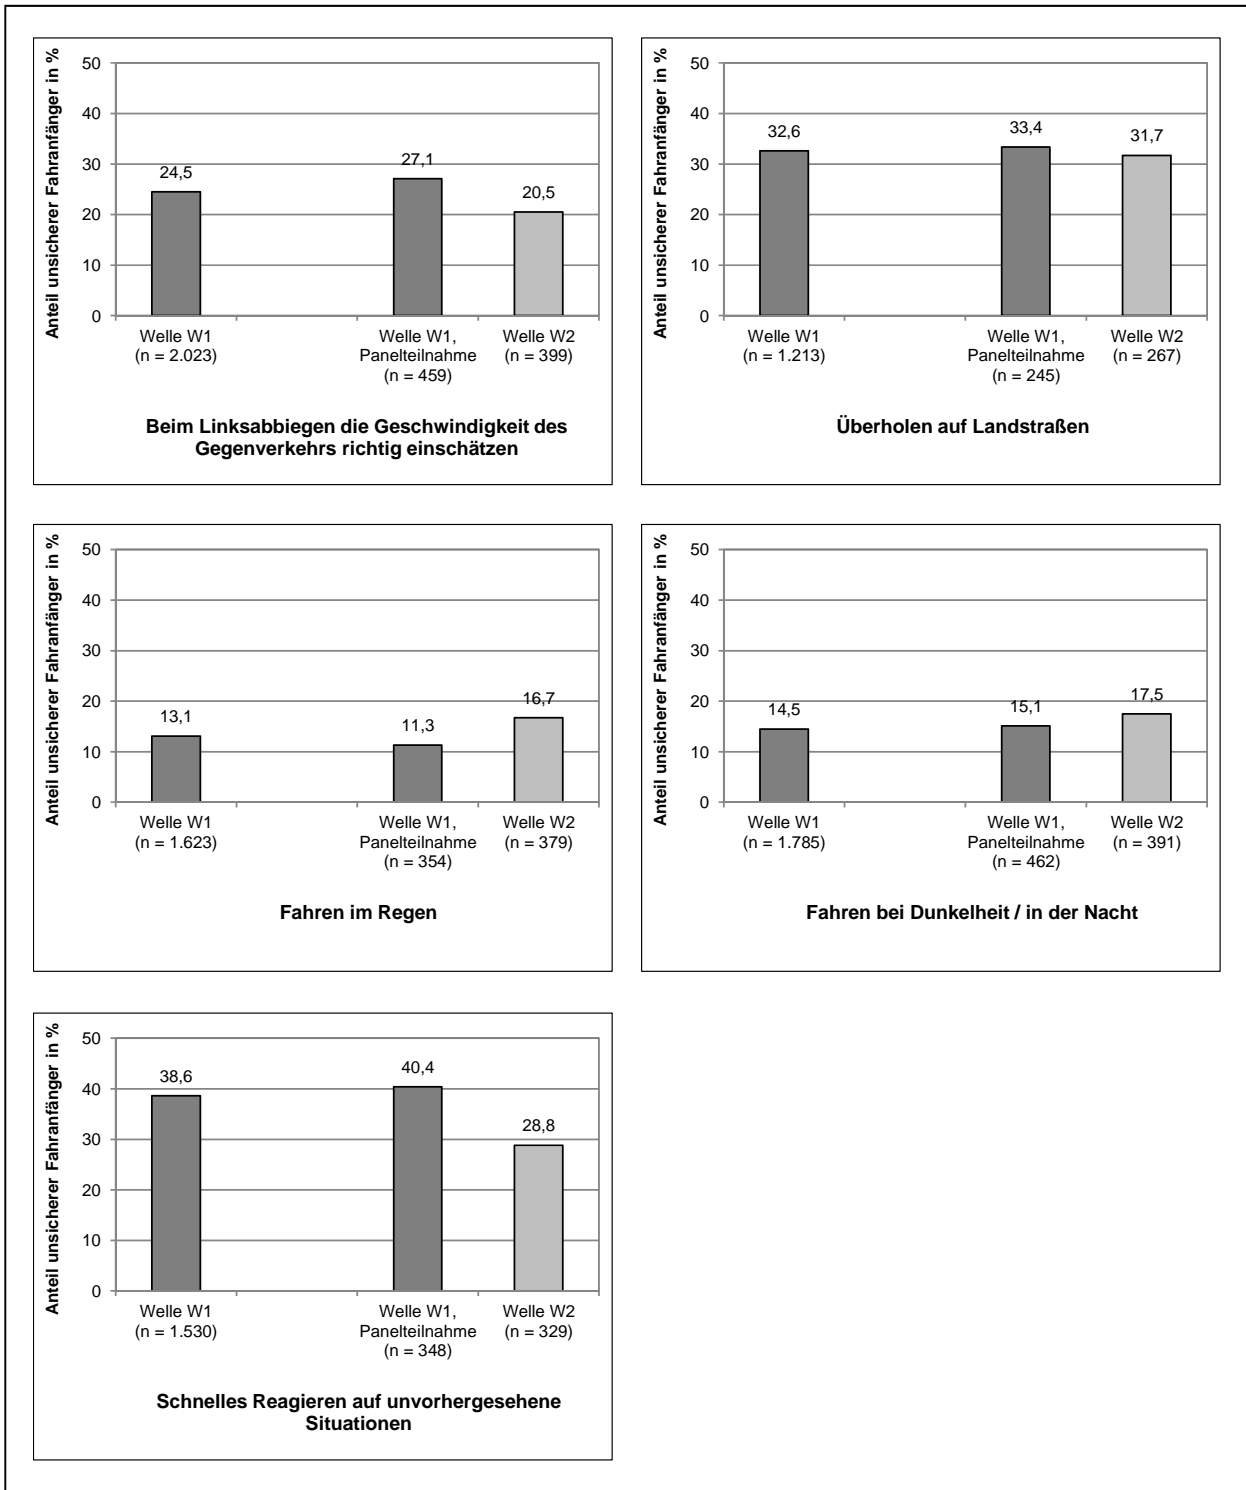 Anteil unsicherer Fahranfänger in %
50
40
30
20
10
0
24,5
27,1
20,5
Welle W1
(n = 2.023)
Welle W1,
Panelteilnahme
(n = 459)
Welle W2
(n = 399)
Beim Linksabbiegen die Geschwindigkeit des
Gegenverkehrs richtig einschätzen
Anteil unsicherer Fahranfänger in %
50
40
30
20
10
0
32,6
33,4
31,7
Welle W1
(n = 1.213)
Welle W1,
Panelteilnahme
(n = 245)
Welle W2
(n = 267)
Überholen auf Landstraßen
Anteil unsicherer Fahranfänger in %
50
40
30
20
10
0
13,1
11,3
16,7
Welle W1
(n = 1.623)
Welle W1,
Panelteilnahme
(n = 354)
Welle W2
(n = 379)
Fahren im Regen
Anteil unsicherer Fahranfänger in %
50
40
30
20
10
0
14,5
15,1
17,5
Welle W1
(n = 1.785)
Welle W1,
Panelteilnahme
(n = 462)
Welle W2
(n = 391)
Fahren bei Dunkelheit / in der Nacht
Anteil unsicherer Fahranfänger in %
50
40
30
20
10
0
38,6
40,4
28,8
Welle W1
(n = 1.530)
Welle W1,
Panelteilnahme
(n = 348)
Welle W2
(n = 329)
Schnelles Reagieren auf unvorhergesehene
Situationen